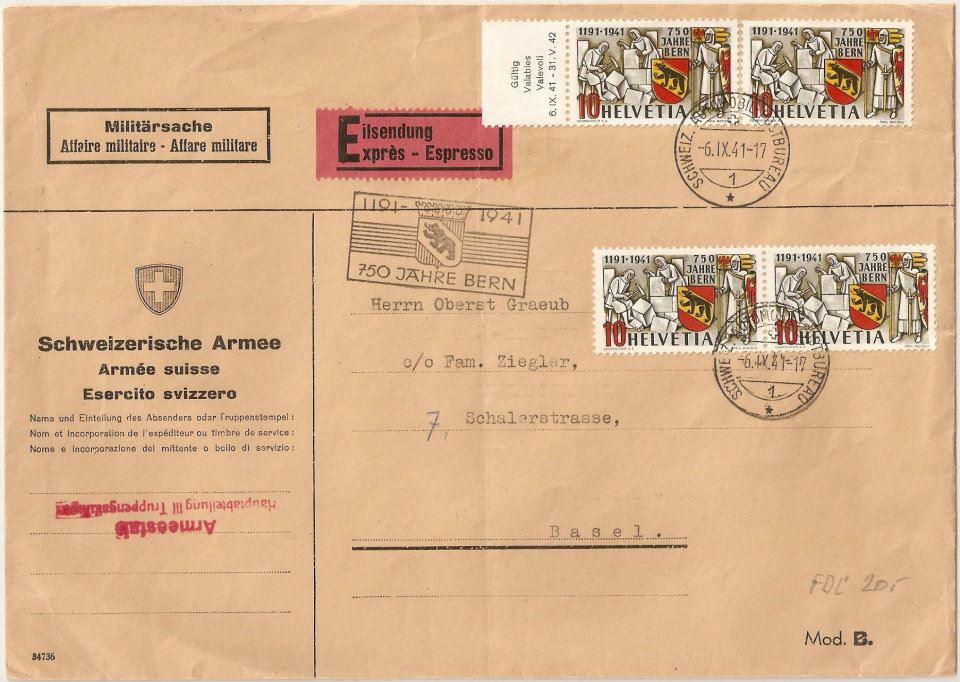 Militärsache
Affaire militaire - Affare militare
Eilsendung
Exprès - Espresso
Gültig
Valables
Valevoli
6. IX. 41 - 31. V. 42
1191·1941 750
JAHRE
BERN
10 HELVETIA
1191·1941 750
JAHRE
BERN
10 HELVETIA
-6.IX.41-17
SCHWEIZ. POSTBUREAU
1
1191- 1941
750 JAHRE BERN
1191·1941 750
JAHRE
BERN
10 HELVETIA
1191·1941 750
JAHRE
BERN
10 HELVETIA
-6.IX.41-17
1
Schweizerische Armee
Armée suisse
Esercito svizzero
Name und Einteilung des Absenders oder Truppenstempel:
Nom et incorporation de l'expéditeur ou timbre de service:
Nome e incorporazione del mittente o bollo di servizio:
Armeestab
Hauptabteilung III
Herrn Oberst Graeub
c/o Fam. Ziegler,
7, Schalerstrasse,
Basel.
FDC 20.-
Mod. B.
34736